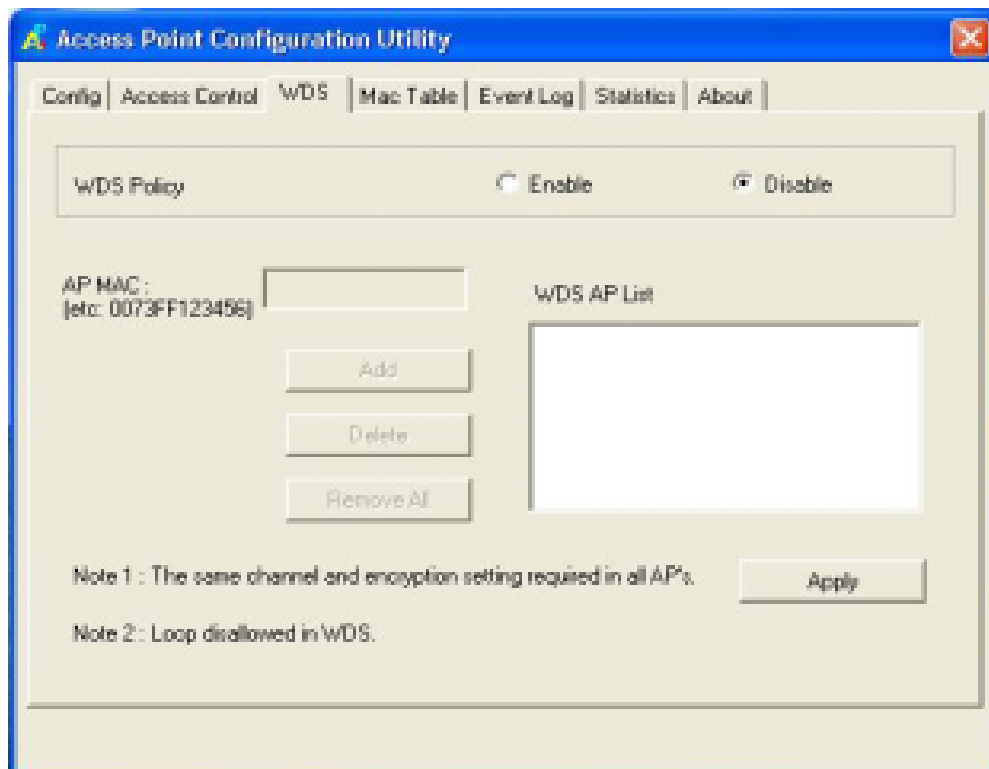 Access Point Configuration Utility
Config Access Control WDS Mac Table Event Log Statistics About
WDS Policy Enable Disable
AP MAC :
(etc: 0073FF123456)
WDS AP List
Add
Delete
Remove All
Note 1 : The same channel and encryption setting required in all AP's.
Apply
Note 2 : Loop disallowed in WDS.